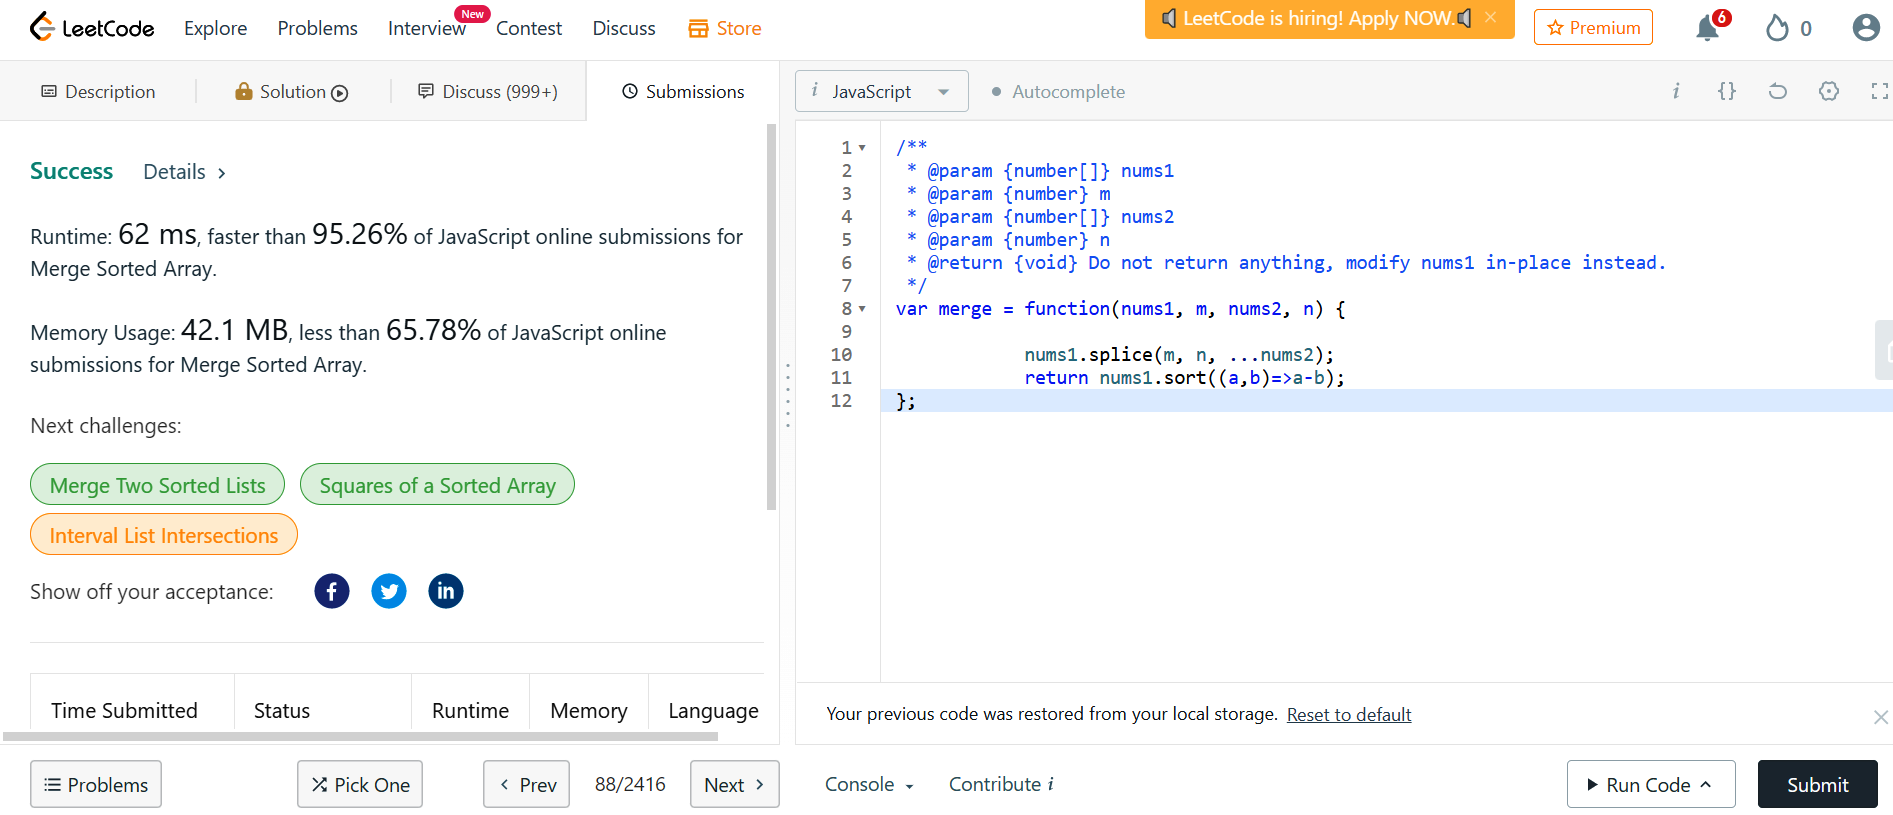 LeetCode Explore Problems Interview New Contest Discuss Store LeetCode is hiring! Apply NOW. Premium 6 0
Description Solution Discuss (999+) Submissions
Success Details >
Runtime: 62 ms, faster than 95.26% of JavaScript online submissions for
Merge Sorted Array.
Memory Usage: 42.1 MB, less than 65.78% of JavaScript online
submissions for Merge Sorted Array.
Next challenges:
Merge Two Sorted Lists Squares of a Sorted Array
Interval List Intersections
Show off your acceptance: f in
Time Submitted Status Runtime Memory Language
Problems Pick One < Prev 88/2416 Next >
i JavaScript Autocomplete i {}
1 /**
2 * @param {number[]} nums1
3 * @param {number} m
4 * @param {number[]} nums2
5 * @param {number} n
6 * @return {void} Do not return anything, modify nums1 in-place instead.
7 */
8 var merge = function(nums1, m, nums2, n) {
9
10 nums1.splice(m, n, ...nums2);
11 return nums1.sort((a,b)=>a-b);
12 };
Your previous code was restored from your local storage. Reset to default
Console Contribute i Run Code Submit